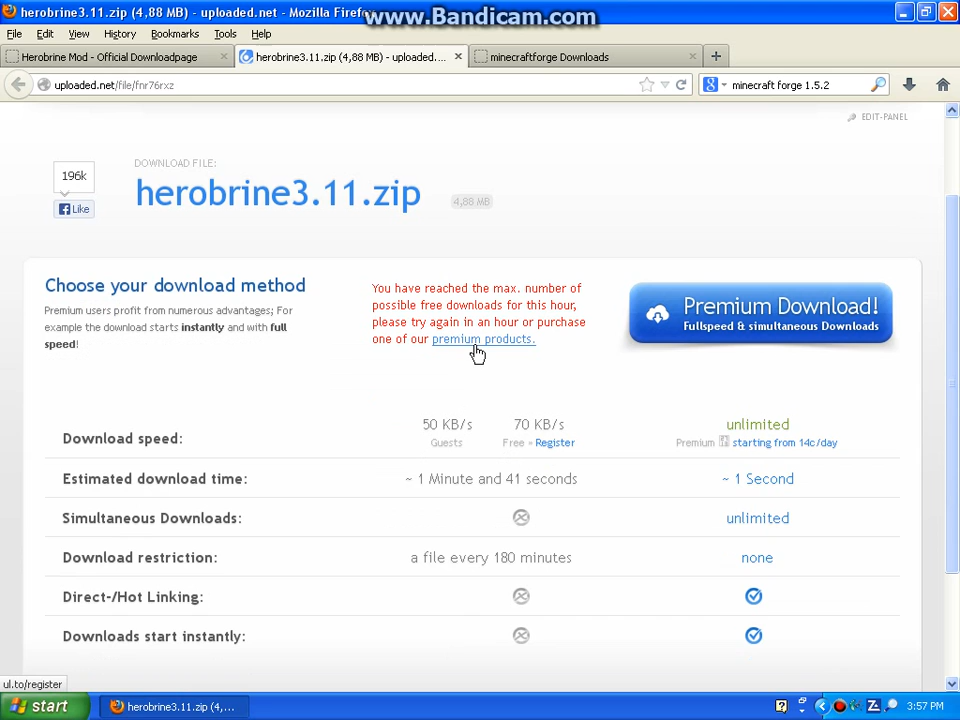 herobrine3.11.zip (4,88 MB) - uploaded.net - Mozilla Firefo
www.Bandicam.com
File Edit View History Bookmarks Tools Help
Herobrine Mod - Official Downloadpage
herobrine3.11.zip (4,88 MB) - uploaded....
minecraftforge Downloads
uploaded.net/file/fnr76rxz
minecraft forge 1.5.2
EDIT-PANEL
196k
Like
DOWNLOAD FILE:
herobrine3.11.zip 4,88 MB
Choose your download method
Premium users profit from numerous advantages; For
example the download starts instantly and with full
speed!
You have reached the max. number of
possible free downloads for this hour,
please try again in an hour or purchase
one of our premium products.
Premium Download!
Fullspeed & simultaneous Downloads
Download speed:
50 KB/s 70 KB/s unlimited
Guests Free » Register Premium starting from 14c/day
Estimated download time: ~ 1 Minute and 41 seconds ~ 1 Second
Simultaneous Downloads: unlimited
Download restriction: a file every 180 minutes none
Direct-/Hot Linking:
Downloads start instantly:
ul.to/register
start
herobrine3.11.zip (4,...
3:57 PM